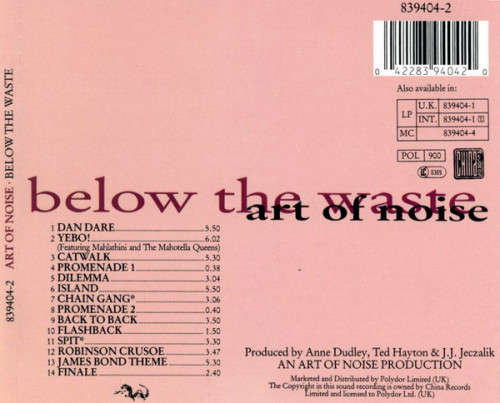 839404-2
0 42283 94042 0
Also available in:
LP U.K. 839404-1
INT. 839404-1
MC 839404-4
POL 900
CHINA
below the waste
art of noise
1 DAN DARE 5.50
2 YEBO! 6.02
(Featuring Mahlathini and The Mahotella Queens)
3 CATWALK 5.30
4 PROMENADE 1 0.38
5 DILEMMA 3.04
6 ISLAND 5.50
7 CHAIN GANG* 3.06
8 PROMENADE 2 0.40
9 BACK TO BACK 3.50
10 FLASHBACK 1.50
11 SPIT* 3.30
12 ROBINSON CRUSOE 3.47
13 JAMES BOND THEME 5.30
14 FINALE 2.40
Produced by Anne Dudley, Ted Hayton & J.J. Jeczalik
AN ART OF NOISE PRODUCTION
Marketed and Distributed by Polydor Limited (UK)
The Copyright in this sound recording is owned by China Records
Limited and licensed to Polydor Ltd. (UK)
839404-2 ART OF NOISE · BELOW THE WASTE